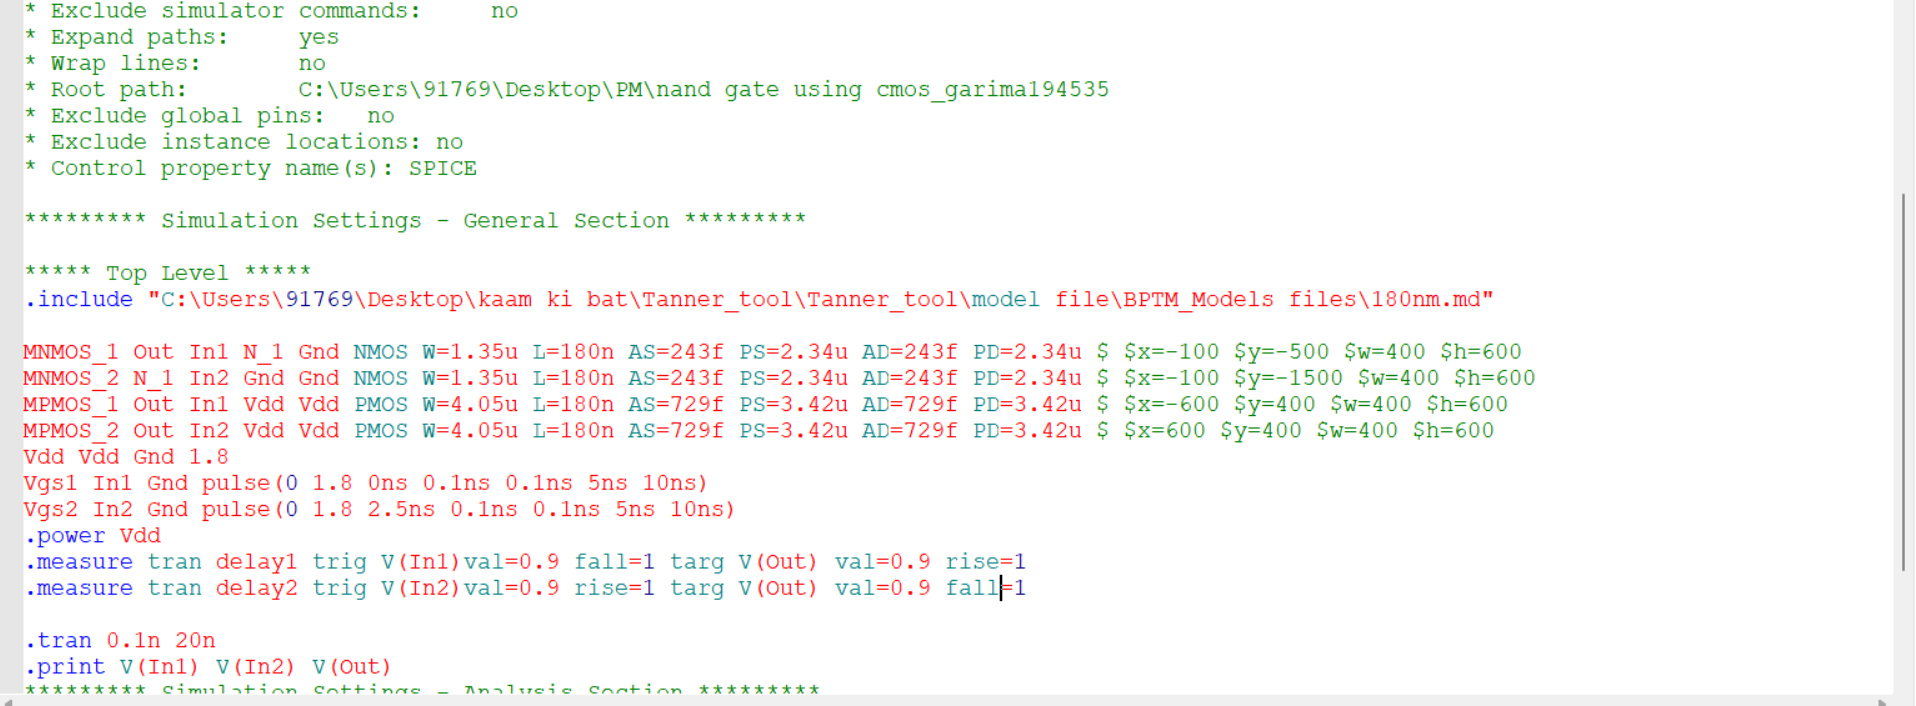 * Exclude simulator commands:     no
* Expand paths:     yes
* Wrap lines:       no
* Root path:        C:\Users\91769\Desktop\PM\nand gate using cmos_garima194535
* Exclude global pins:   no
* Exclude instance locations: no
* Control property name(s): SPICE
********* Simulation Settings - General Section *********
***** Top Level *****
.include "C:\Users\91769\Desktop\kaam ki bat\Tanner_tool\Tanner_tool\model file\BPTM_Models files\180nm.md"
MNMOS_1 Out In1 N_1 Gnd NMOS W=1.35u L=180n AS=243f PS=2.34u AD=243f PD=2.34u $ $x=-100 $y=-500 $w=400 $h=600
MNMOS_2 N_1 In2 Gnd Gnd NMOS W=1.35u L=180n AS=243f PS=2.34u AD=243f PD=2.34u $ $x=-100 $y=-1500 $w=400 $h=600
MPMOS_1 Out In1 Vdd Vdd PMOS W=4.05u L=180n AS=729f PS=3.42u AD=729f PD=3.42u $ $x=-600 $y=400 $w=400 $h=600
MPMOS_2 Out In2 Vdd Vdd PMOS W=4.05u L=180n AS=729f PS=3.42u AD=729f PD=3.42u $ $x=600 $y=400 $w=400 $h=600
Vdd Vdd Gnd 1.8
Vgs1 In1 Gnd pulse(0 1.8 0ns 0.1ns 0.1ns 5ns 10ns)
Vgs2 In2 Gnd pulse(0 1.8 2.5ns 0.1ns 0.1ns 5ns 10ns)
.power Vdd
.measure tran delay1 trig V(In1)val=0.9 fall=1 targ V(Out) val=0.9 rise=1
.measure tran delay2 trig V(In2)val=0.9 rise=1 targ V(Out) val=0.9 fall=1
.tran 0.1n 20n
.print V(In1) V(In2) V(Out)
********* Simulation Settings - Analysis Section *********